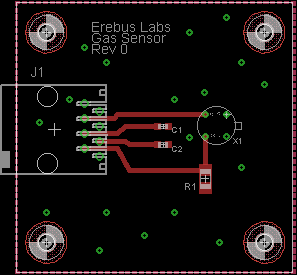 Erebus Labs
Gas Sensor
Rev 0
J1
C1
X1
C2
R1